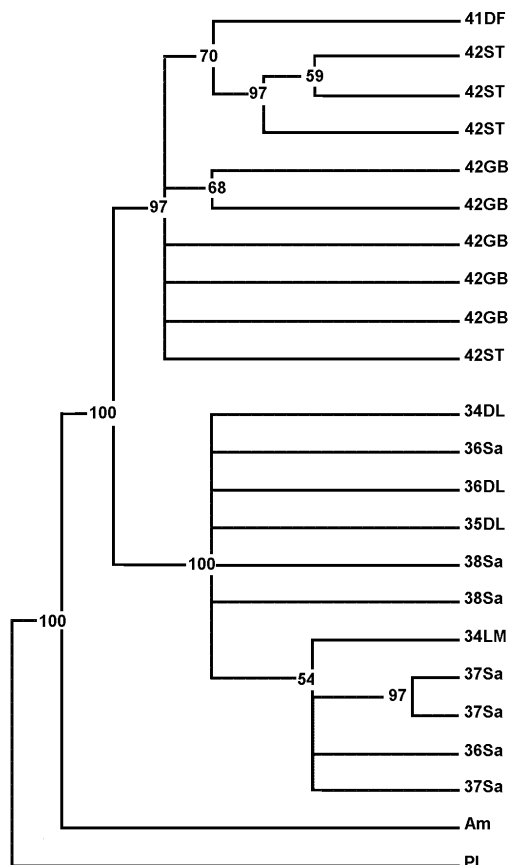 41DF
70
42ST
59
97
42ST
42ST
42GB
68
97
42GB
42GB
42GB
42GB
42ST
100
34DL
36Sa
36DL
35DL
100
38Sa
38Sa
100
34LM
54
37Sa
97
37Sa
36Sa
37Sa
Am